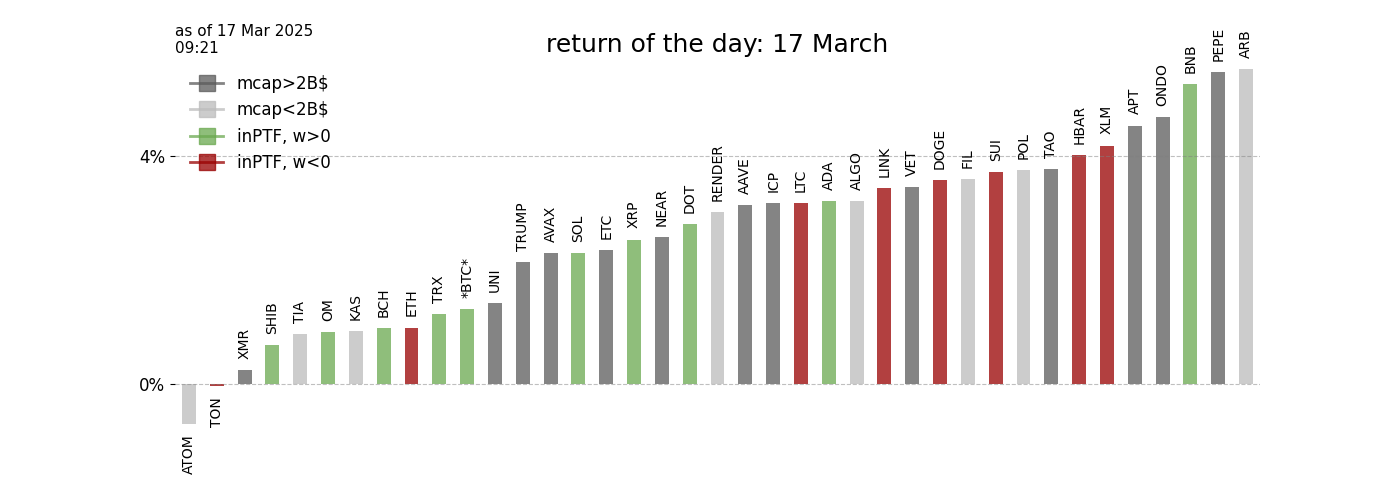 as of 17 Mar 2025
09:21
return of the day: 17 March
mcap>2B$
mcap<2B$
inPTF, w>0
inPTF, w<0
4%
0%
ATOM
TON
XMR
SHIB
TIA
OM
KAS
BCH
ETH
TRX
*BTC*
UNI
TRUMP
AVAX
SOL
ETC
XRP
NEAR
DOT
RENDER
AAVE
ICP
LTC
ADA
ALGO
LINK
VET
DOGE
FIL
SUI
POL
TAO
HBAR
XLM
APT
ONDO
BNB
PEPE
ARB